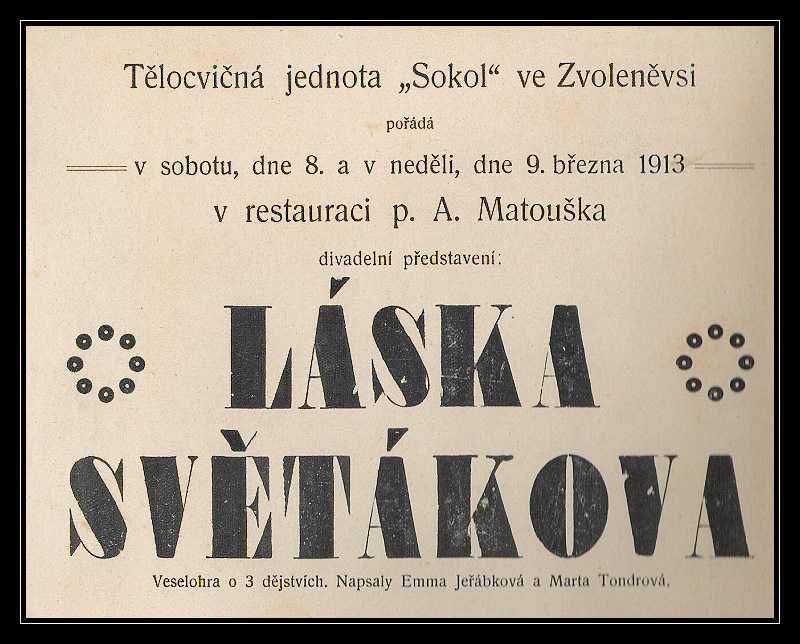 Tělocvičná jednota „Sokol“ ve Zvoleněvsi
pořádá
v sobotu, dne 8. a v neděli, dne 9. března 1913
v restauraci p. A. Matouška
divadelní představení:
LÁSKA
SVĚTÁKOVA
Veselohra o 3 dějstvích. Napsaly Emma Jeřábková a Marta Tondrová.